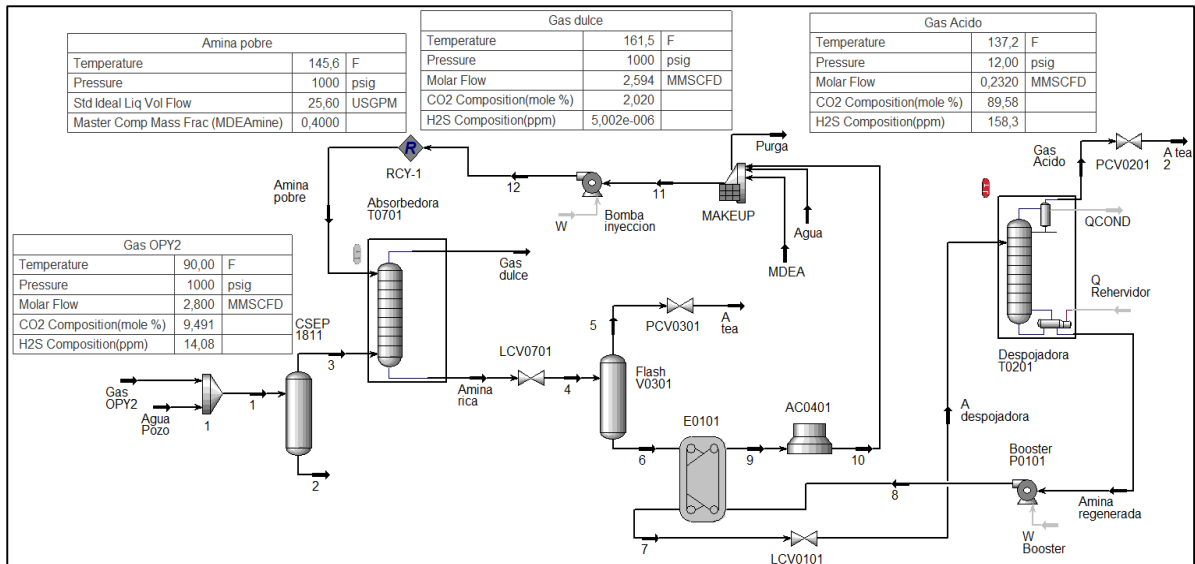 Amina pobre
Temperature 145,6 F
Pressure 1000 psig
Std Ideal Liq Vol Flow 25,60 USGPM
Master Comp Mass Frac (MDEAmine) 0,4000
Gas dulce
Temperature 161,5 F
Pressure 1000 psig
Molar Flow 2,594 MMSCFD
CO2 Composition(mole %) 2,020
H2S Composition(ppm) 5,002e-006
Gas Acido
Temperature 137,2 F
Pressure 12,00 psig
Molar Flow 0,2320 MMSCFD
CO2 Composition(mole %) 89,58
H2S Composition(ppm) 158,3
Purga
R
RCY-1
12
11
W
Bomba
inyeccion
MAKEUP
Agua
MDEA
Gas
Acido
PCV0201
A tea
2
QCOND
Q
Rehervidor
Despojadora
T0201
Amina
pobre
Absorbedora
T0701
Gas
dulce
Gas OPY2
Temperature 90,00 F
Pressure 1000 psig
Molar Flow 2,800 MMSCFD
CO2 Composition(mole %) 9,491
H2S Composition(ppm) 14,08
CSEP
1811
3
Gas
OPY2
Agua
Pozo
1
1
2
Amina
rica
LCV0701
4
5
PCV0301
A
tea
Flash
V0301
6
E0101
9
AC0401
10
A
despojadora
Booster
P0101
8
Amina
regenerada
W
Booster
7
LCV0101